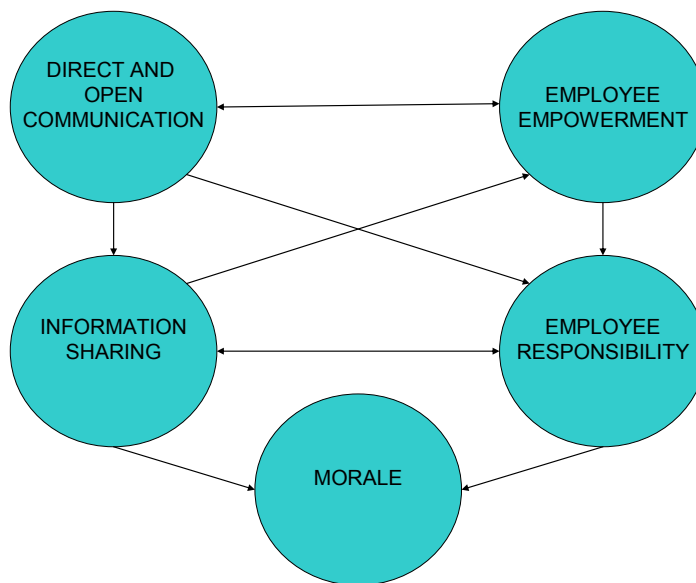 DIRECT AND
OPEN
COMMUNICATION
EMPLOYEE
EMPOWERMENT
INFORMATION
SHARING
EMPLOYEE
RESPONSIBILITY
MORALE